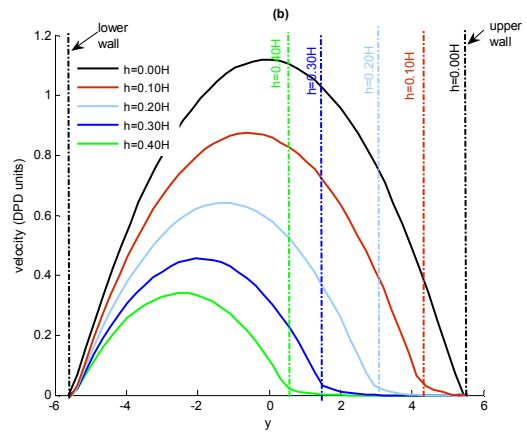 (b)
lower
wall
upper
wall
h=0.00H
h=0.10H
h=0.20H
h=0.30H
h=0.40H
h=0.40H
h=0.30H
h=0.20H
h=0.10H
h=0.00H
velocity (DPD units)
1.2
1
0.8
0.6
0.4
0.2
0
-6
-4
-2
0
2
4
6
y